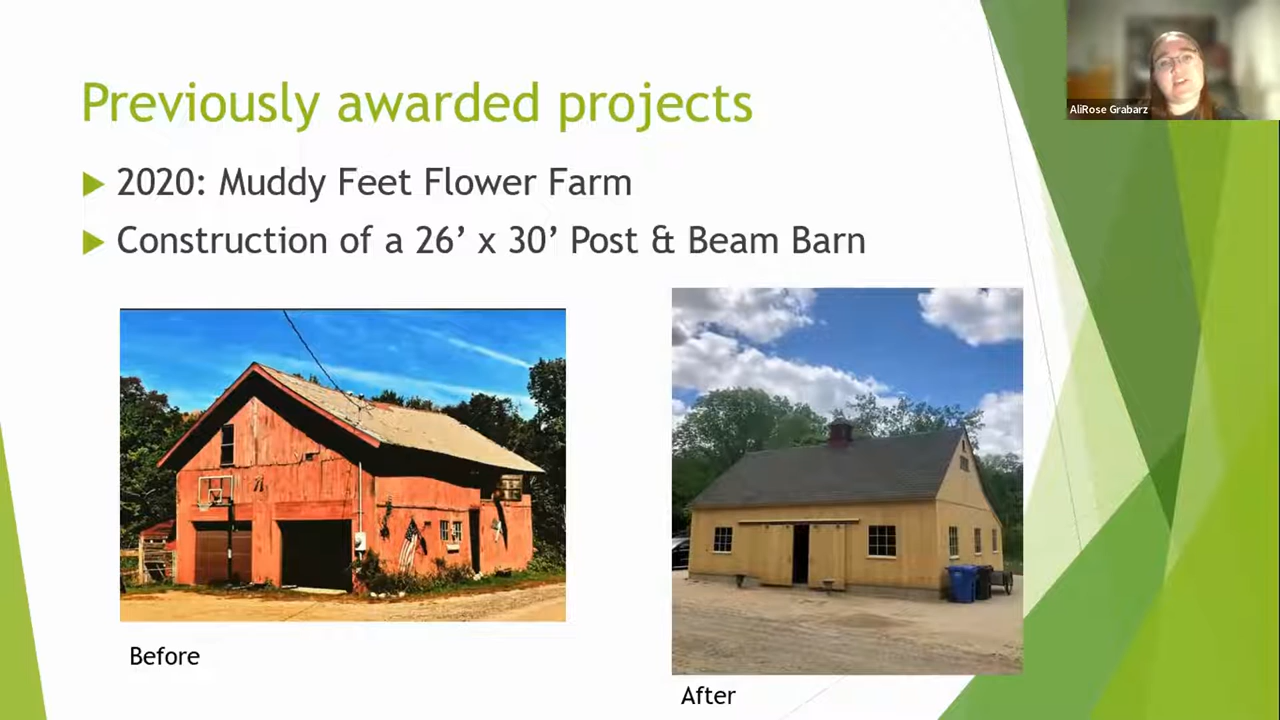 Previously awarded projects
2020: Muddy Feet Flower Farm
Construction of a 26’ x 30’ Post & Beam Barn
Before
After
AliRose Grabarz